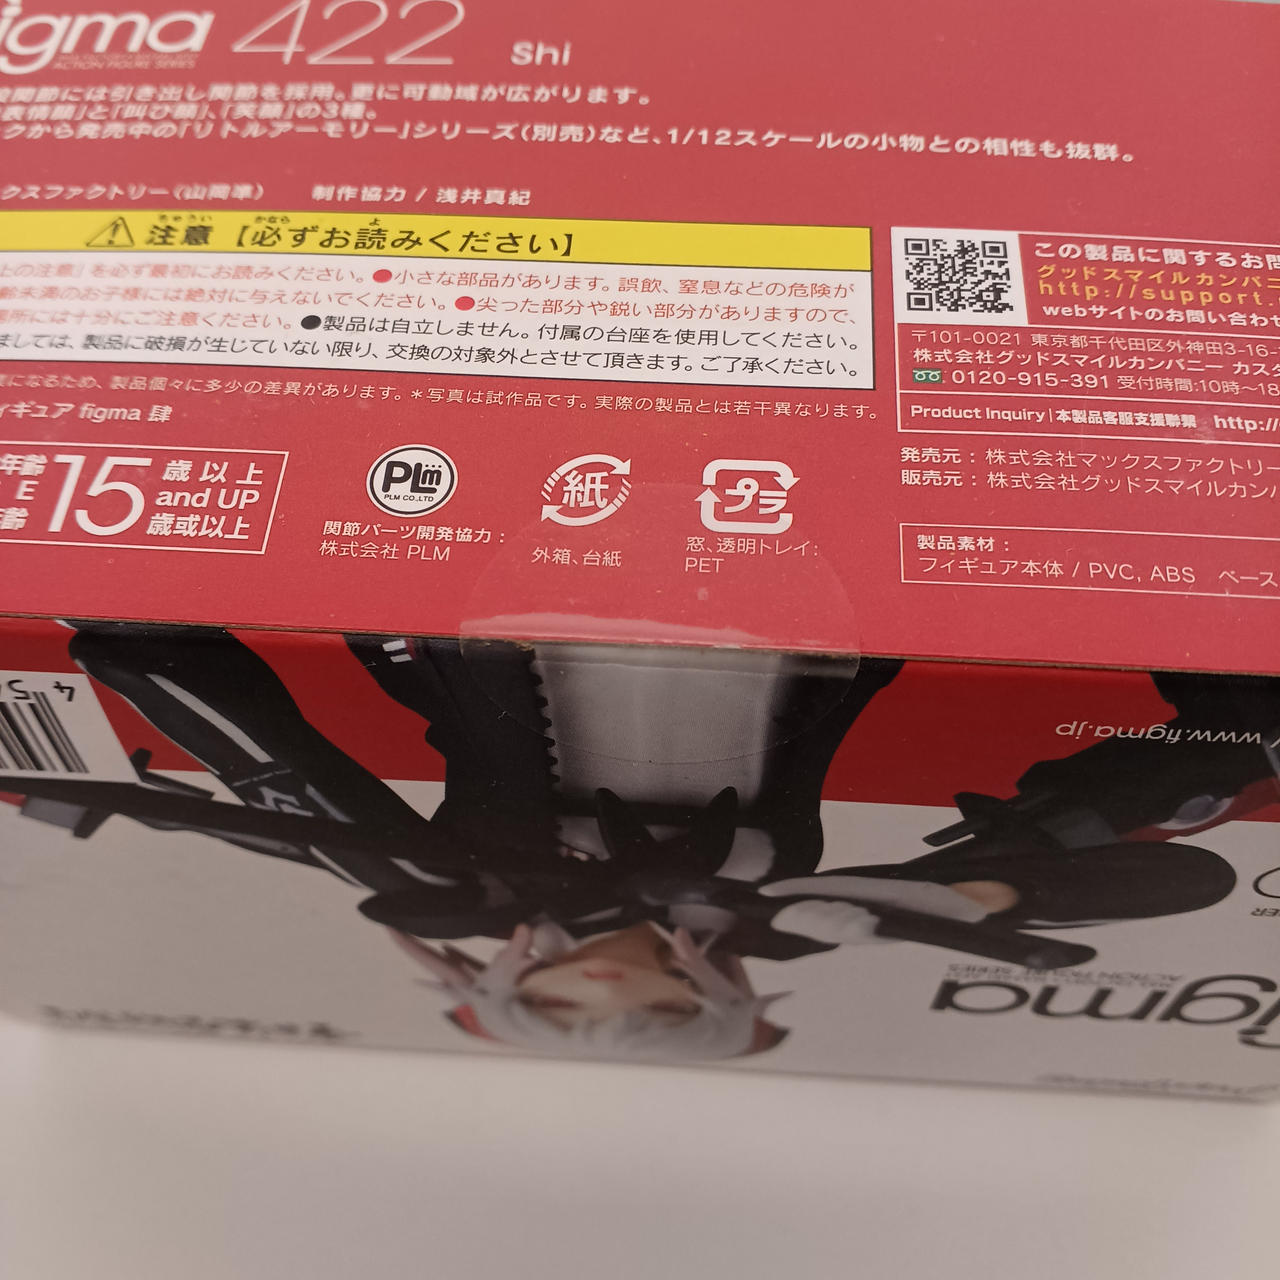 figma 422 Shi
ACTION FIGURE SERIES
関節には引き出し関節を採用。更に可動域が広がります。
表情顔」と「叫び顔」、「笑顔」の3種。
クから発売中の「リトルアーモリー」シリーズ(別売)など、1/12スケールの小物との相性も抜群。
クスファクトリー(山岡準) 制作協力 / 浅井真紀
ちゅうい かなら よ
注意【必ずお読みください】
上の注意」を必ず最初にお読みください。●小さな部品があります。誤飲、窒息などの危険が
齢未満のお子様には絶対に与えないでください。●尖った部分や鋭い部分がありますので、
場所には十分にご注意ください。●製品は自立しません。付属の台座を使用してください。
ましては、製品に破損が生じていない限り、交換の対象外とさせて頂きます。ご了承ください。
になるため、製品個々に多少の差異があります。＊写真は試作品です。実際の製品とは若干異なります。
ィギュア figma 肆
年齢
E
齢
15
歳以上
and UP
歳或以上
PLM
PLM CO.,LTD
関節パーツ開発協力：
株式会社 PLM
紙
外箱、台紙
プラ
窓、透明トレイ：
PET
この製品に関するお問
グッドスマイルカンパニ
http://support.
webサイトのお問い合わせ
〒101-0021 東京都千代田区外神田3-16-
株式会社グッドスマイルカンパニー カスタ
0120-915-391 受付時間:10時〜18
Product Inquiry | 本製品客服支援聯繫 http://
発売元：株式会社マックスファクトリー
販売元：株式会社グッドスマイルカンパ
製品素材：
フィギュア本体 / PVC, ABS ベース
4 5
www.figma.jp
figma
ACTION FIGURE SERIES